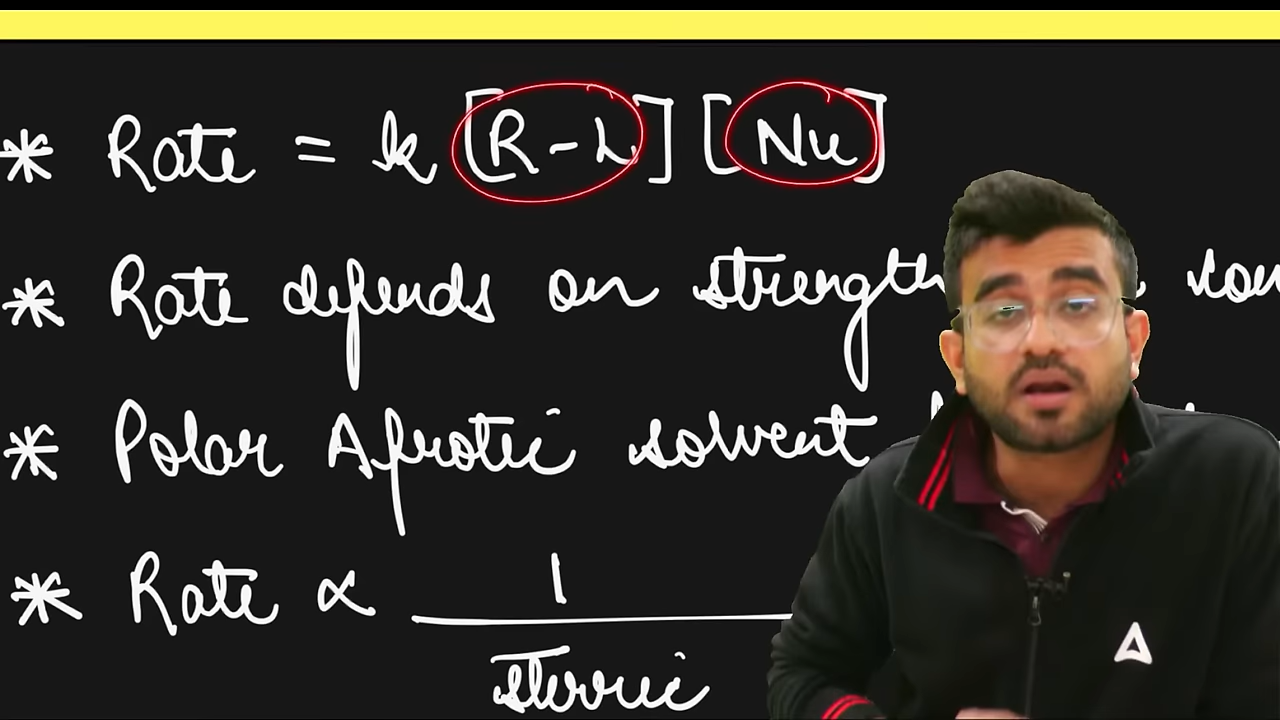 * Rate = k [R-L] [Nu]
* Rate depends on strength
* Polar Aprotic solvent
* Rate ∝ 1
steric